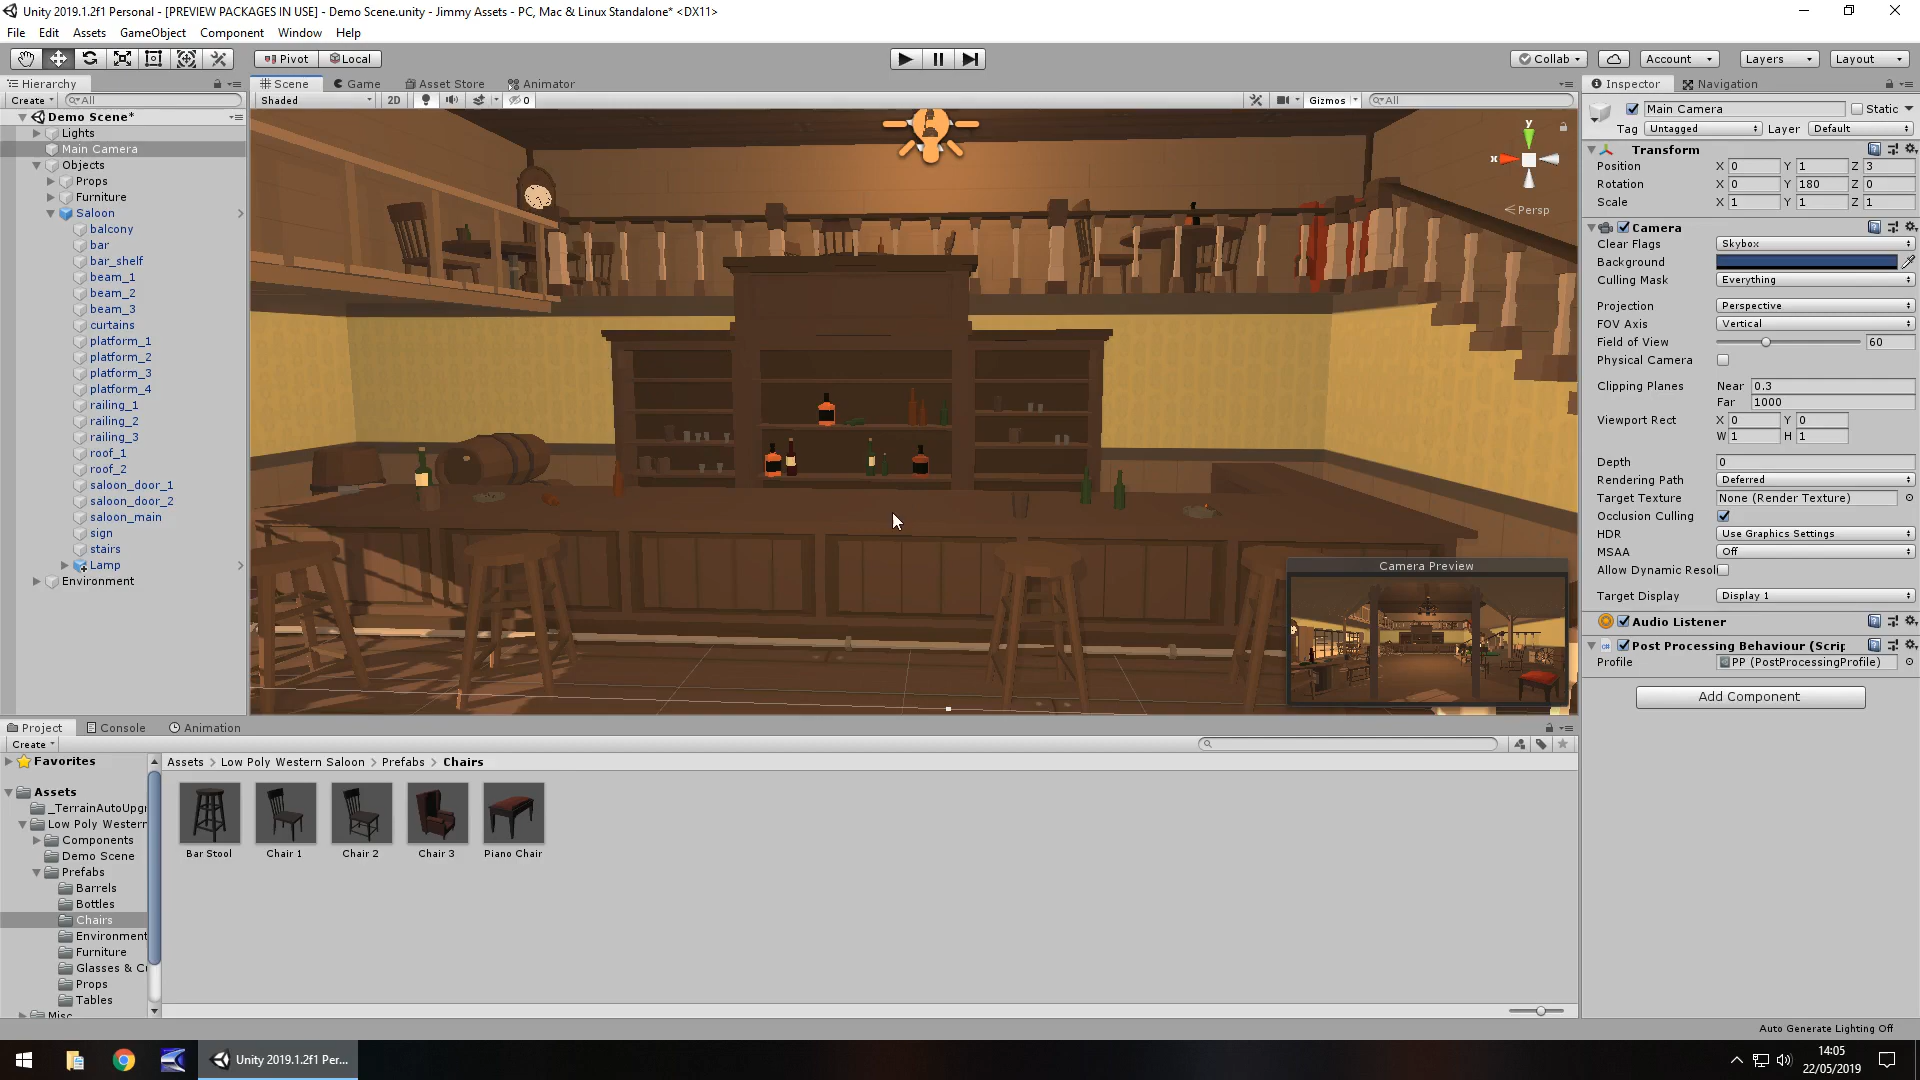 Unity 2019.1.2f1 Personal - [PREVIEW PACKAGES IN USE] - Demo Scene.unity - Jimmy Assets - PC, Mac & Linux Standalone* <DX11>
File Edit Assets GameObject Component Window Help
Pivot Local Collab Account Layers Layout
Hierarchy
Create All
Demo Scene*
Lights
Main Camera
Objects
Props
Furniture
Saloon
balcony
bar
bar_shelf
beam_1
beam_2
beam_3
curtains
platform_1
platform_2
platform_3
platform_4
railing_1
railing_2
railing_3
roof_1
roof_2
saloon_door_1
saloon_door_2
saloon_main
sign
stairs
Lamp
Environment
Scene Game Asset Store Animator
Shaded 2D 0 Gizmos All
y
x
Persp
Camera Preview
Inspector Navigation
Main Camera Static
Tag Untagged Layer Default
Transform
Position X 0 Y 1 Z 3
Rotation X 0 Y 180 Z 0
Scale X 1 Y 1 Z 1
Camera
Clear Flags Skybox
Background
Culling Mask Everything
Projection Perspective
FOV Axis Vertical
Field of View 60
Physical Camera
Clipping Planes Near 0.3
Far 1000
Viewport Rect X 0 Y 0
W 1 H 1
Depth 0
Rendering Path Deferred
Target Texture None (Render Texture)
Occlusion Culling
HDR Use Graphics Settings
MSAA Off
Allow Dynamic Resol
Target Display Display 1
Audio Listener
Post Processing Behaviour (Scrip
Profile PP (PostProcessingProfile)
Add Component
Project Console Animation
Create
Favorites
Assets
_TerrainAutoUpgr
Low Poly Western
Components
Demo Scene
Prefabs
Barrels
Bottles
Chairs
Environment
Furniture
Glasses & Cu
Props
Tables
Misc
Assets > Low Poly Western Saloon > Prefabs > Chairs
Bar Stool Chair 1 Chair 2 Chair 3 Piano Chair
Auto Generate Lighting Off
Unity 2019.1.2f1 Per...
14:05
22/05/2019